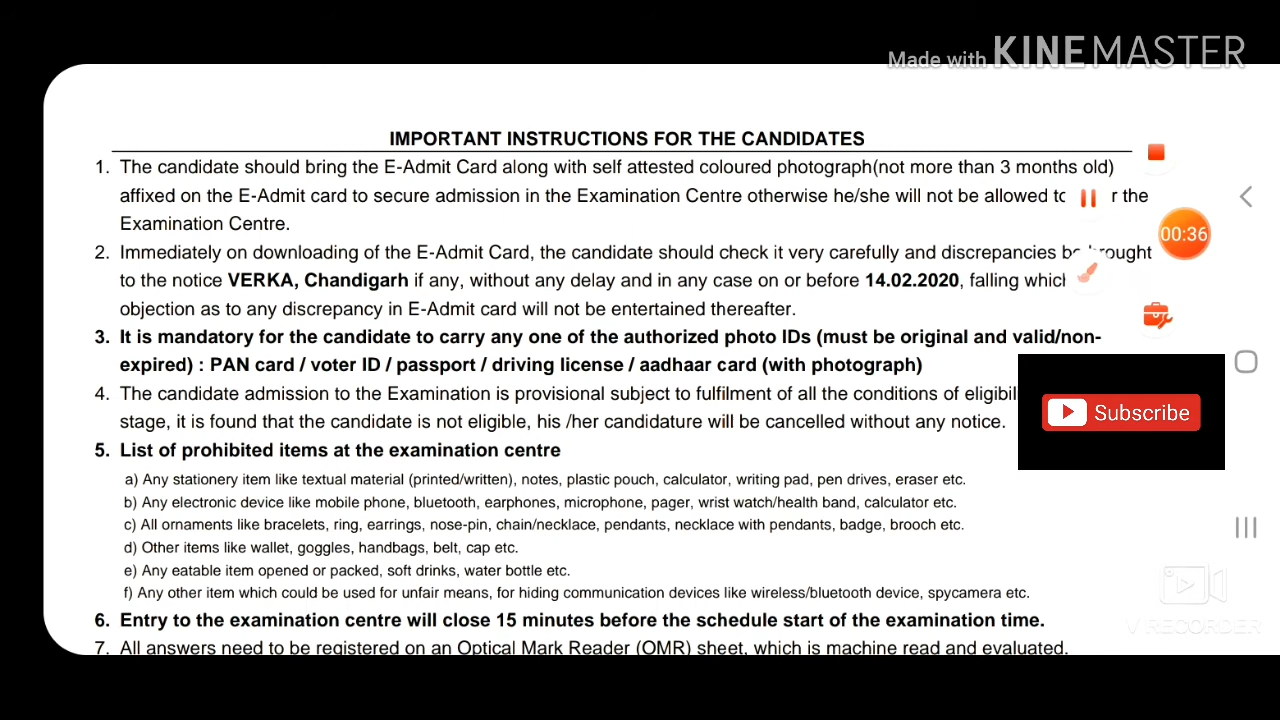 Made with KINEMASTER
IMPORTANT INSTRUCTIONS FOR THE CANDIDATES
1. The candidate should bring the E-Admit Card along with self attested coloured photograph(not more than 3 months old)
affixed on the E-Admit card to secure admission in the Examination Centre otherwise he/she will not be allowed to r the
Examination Centre.
00:36
2. Immediately on downloading of the E-Admit Card, the candidate should check it very carefully and discrepancies be brought
to the notice VERKA, Chandigarh if any, without any delay and in any case on or before 14.02.2020, falling which
objection as to any discrepancy in E-Admit card will not be entertained thereafter.
3. It is mandatory for the candidate to carry any one of the authorized photo IDs (must be original and valid/non-
expired) : PAN card / voter ID / passport / driving license / aadhaar card (with photograph)
4. The candidate admission to the Examination is provisional subject to fulfilment of all the conditions of eligibil
stage, it is found that the candidate is not eligible, his /her candidature will be cancelled without any notice.
Subscribe
5. List of prohibited items at the examination centre
a) Any stationery item like textual material (printed/written), notes, plastic pouch, calculator, writing pad, pen drives, eraser etc.
b) Any electronic device like mobile phone, bluetooth, earphones, microphone, pager, wrist watch/health band, calculator etc.
c) All ornaments like bracelets, ring, earrings, nose-pin, chain/necklace, pendants, necklace with pendants, badge, brooch etc.
d) Other items like wallet, goggles, handbags, belt, cap etc.
e) Any eatable item opened or packed, soft drinks, water bottle etc.
f) Any other item which could be used for unfair means, for hiding communication devices like wireless/bluetooth device, spycamera etc.
6. Entry to the examination centre will close 15 minutes before the schedule start of the examination time.
V RECORDER
7. All answers need to be registered on an Optical Mark Reader (OMR) sheet, which is machine read and evaluated.